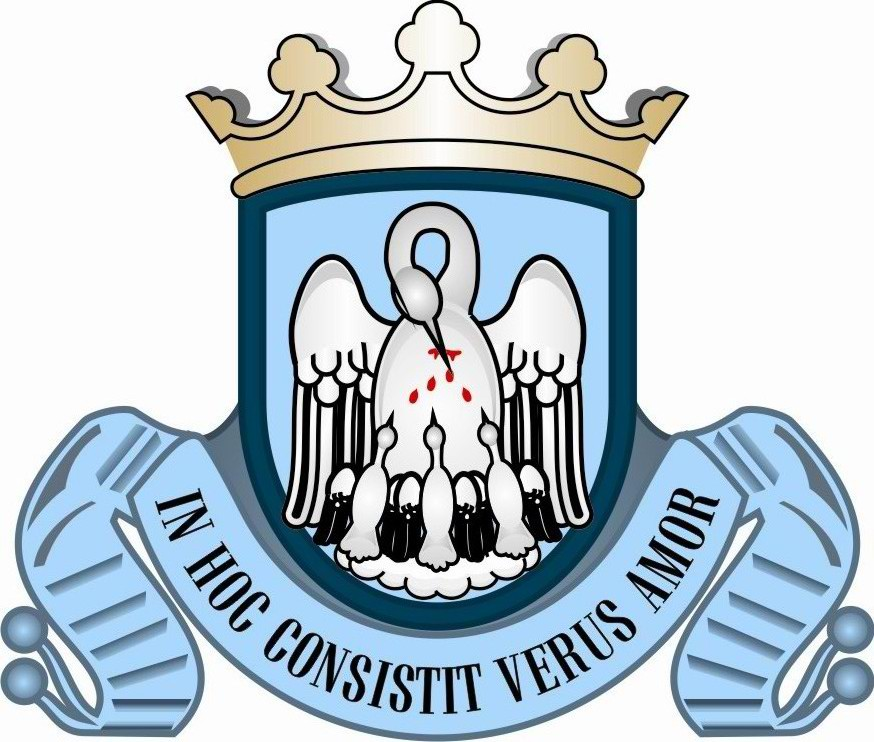 IN HOC CONSISTIT VERUS AMOR